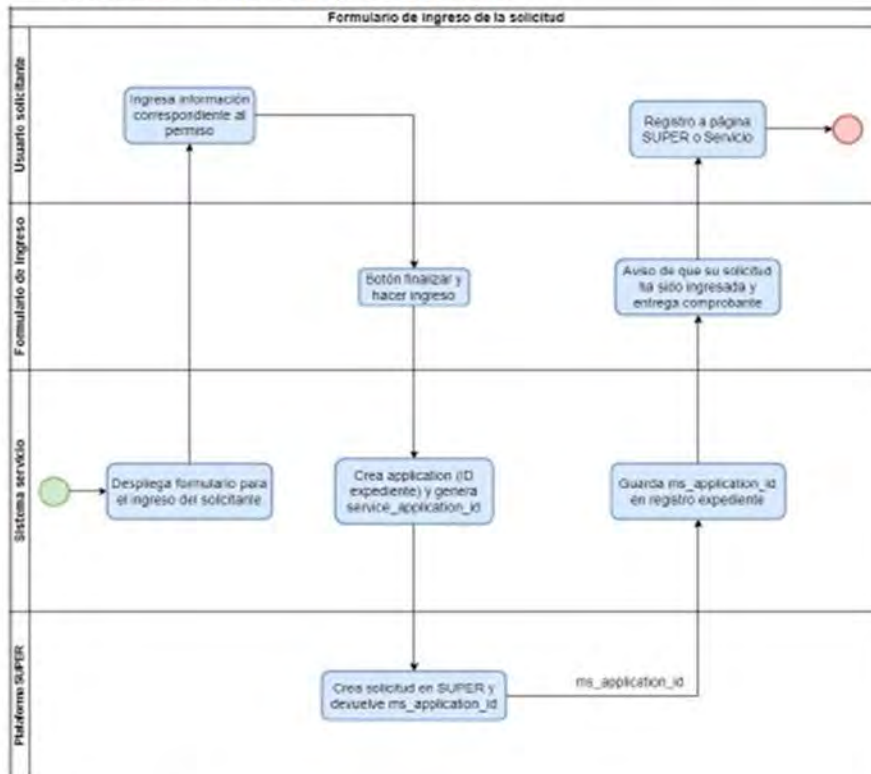 Formulario de ingreso de la solicitud
Usuario solicitante
Ingresa información
correspondiente al
permiso
Registro a página
SUPER o Servicio
Formulario de Ingreso
Botón finalizar y
hacer ingreso
Aviso de que su solicitud
ha sido ingresada y
entrega comprobante
Sistema servicio
Despliega formulario para
el ingreso del solicitante
Crea application (ID
expediente) y genera
service_application_id
Guarda ms_application_id
en registro expediente
Plataforma SUPER
Crea solicitud en SUPER y
devuelve ms_application_id
ms_application_id